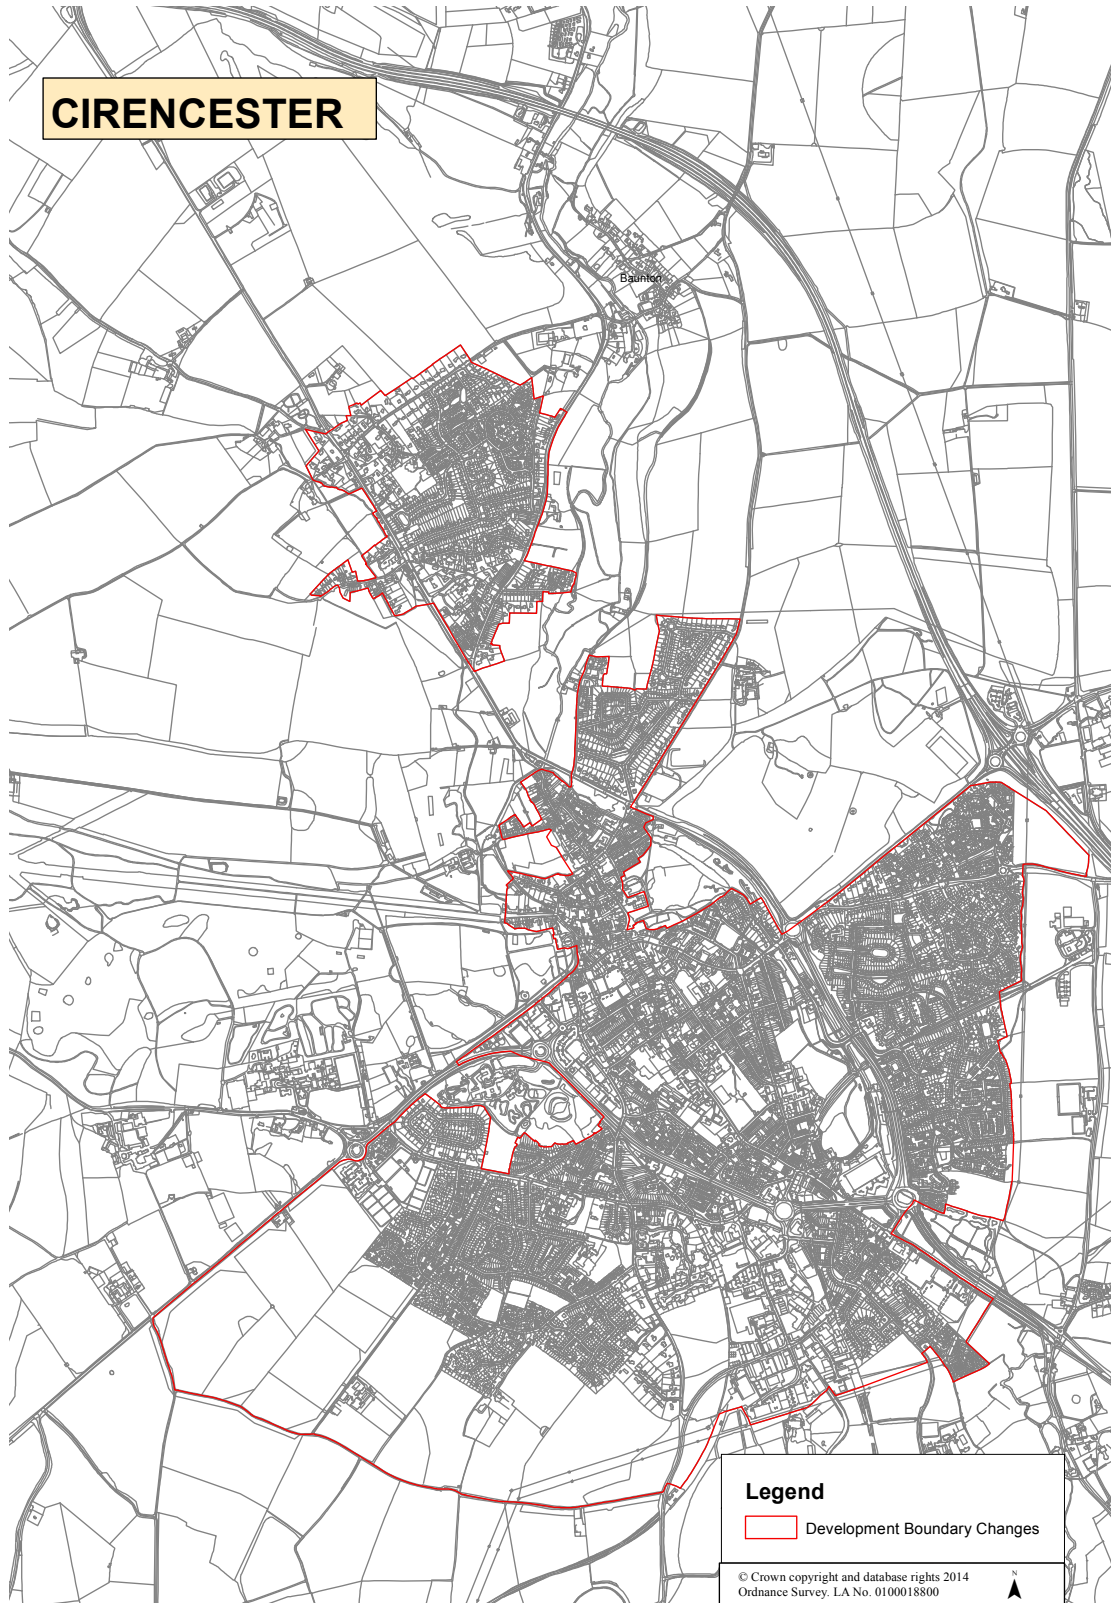 CIRENCESTER
Baunton
Legend
Development Boundary Changes
© Crown copyright and database rights 2014
Ordnance Survey. LA No. 0100018800
N